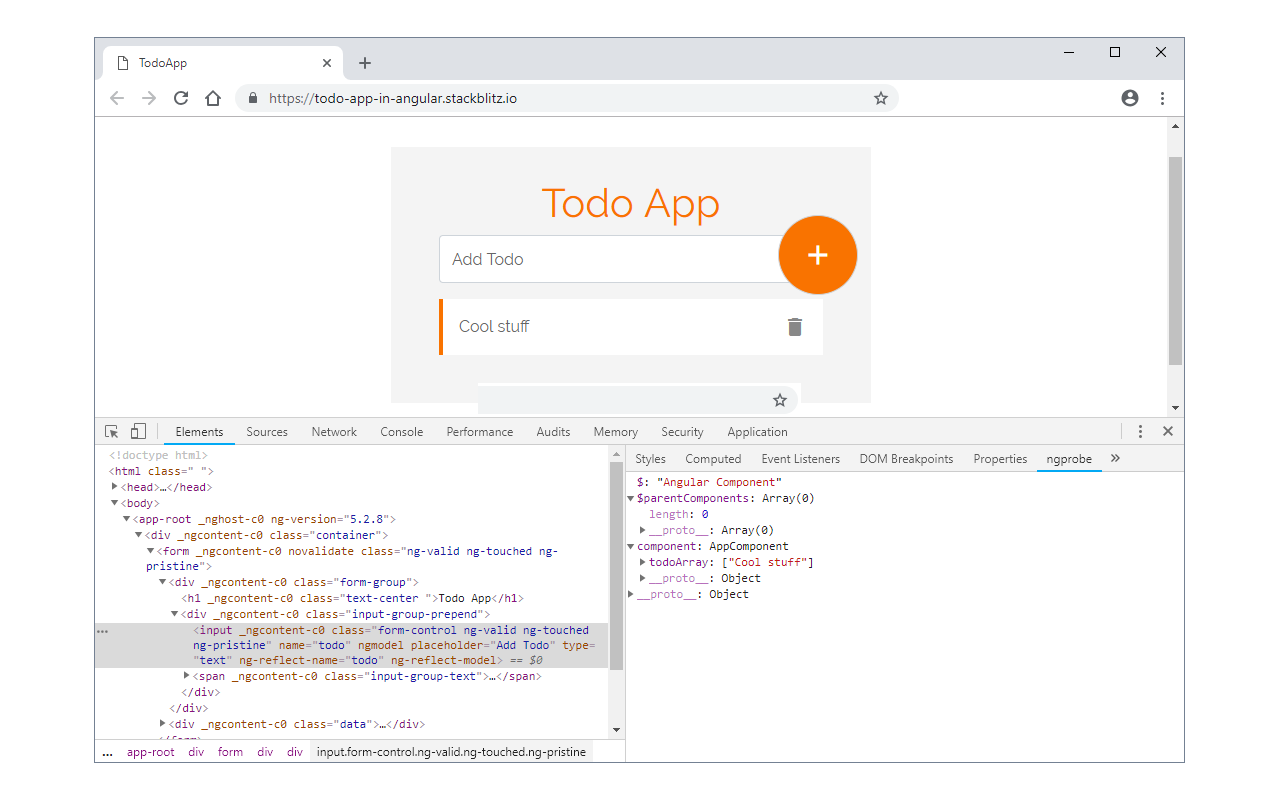 TodoApp
https://todo-app-in-angular.stackblitz.io
Todo App
Add Todo
Cool stuff
Elements Sources Network Console Performance Audits Memory Security Application
<!doctype html>
<html class=" ">
<head>…</head>
<body>
<app-root _nghost-c0 ng-version="5.2.8">
<div _ngcontent-c0 class="container">
<form _ngcontent-c0 novalidate class="ng-valid ng-touched ng-
pristine">
<div _ngcontent-c0 class="form-group">
<h1 _ngcontent-c0 class="text-center ">Todo App</h1>
<div _ngcontent-c0 class="input-group-prepend">
<input _ngcontent-c0 class="form-control ng-valid ng-touched
ng-pristine" name="todo" ngmodel placeholder="Add Todo" type=
"text" ng-reflect-name="todo" ng-reflect-model> == $0
<span _ngcontent-c0 class="input-group-text">…</span>
</div>
</div>
<div _ngcontent-c0 class="data">…</div>
</form>
... app-root div form div div input.form-control.ng-valid.ng-touched.ng-pristine
Styles Computed Event Listeners DOM Breakpoints Properties ngprobe »
$: "Angular Component"
$parentComponents: Array(0)
length: 0
__proto__: Array(0)
component: AppComponent
todoArray: ["Cool stuff"]
__proto__: Object
__proto__: Object